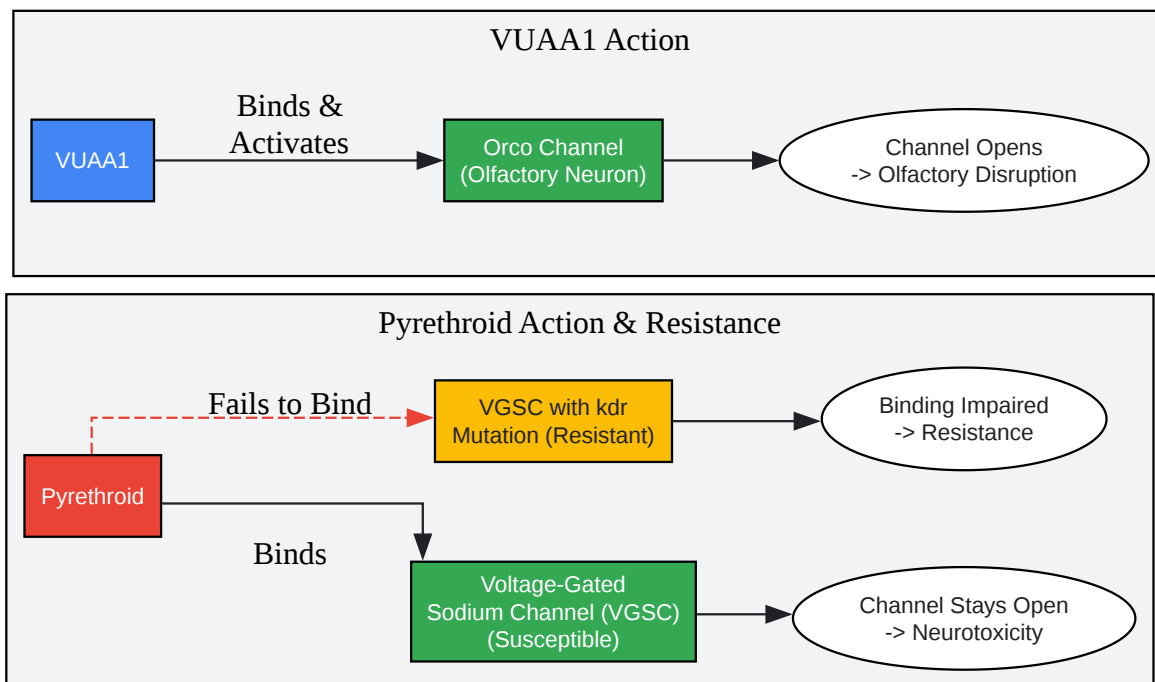 VUAA1 Action
Binds &
Activates
VUAA1
Orco Channel
(Olfactory Neuron)
Channel Opens
-> Olfactory Disruption
Pyrethroid Action & Resistance
Fails to Bind
VGSC with kdr
Mutation (Resistant)
Binding Impaired
-> Resistance
Pyrethroid
Binds
Voltage-Gated
Sodium Channel (VGSC)
(Susceptible)
Channel Stays Open
-> Neurotoxicity